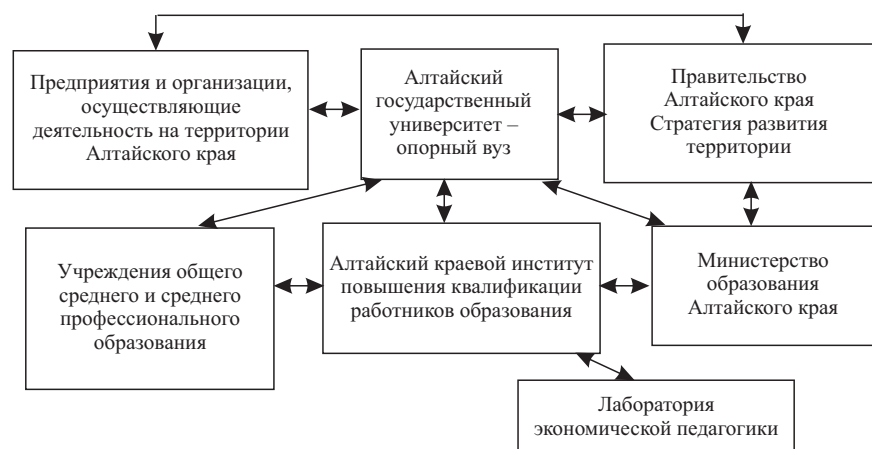 Предприятия и организации,
осуществляющие
деятельность на территории
Алтайского края
Алтайский
государственный
университет –
опорный вуз
Правительство
Алтайского края
Стратегия развития
территории
Учреждения общего
среднего и среднего
профессионального
образования
Алтайский краевой институт
повышения квалификации
работников образования
Министерство
образования
Алтайского края
Лаборатория
экономической педагогики